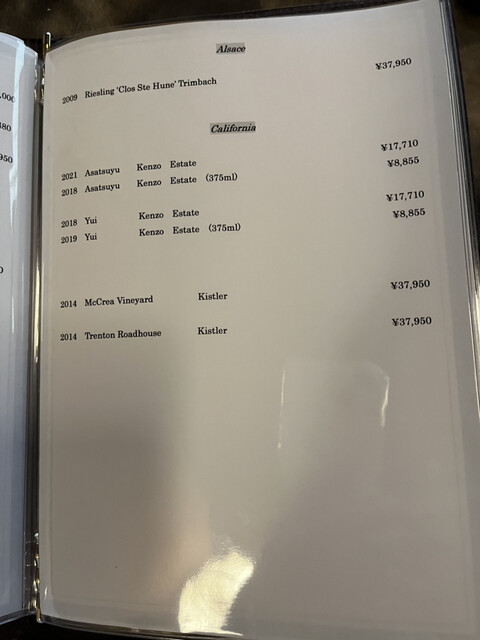 Alsace
2009 Riesling 'Clos Ste Hune' Trimbach ¥37,950
California
2021 Asatsuyu Kenzo Estate ¥17,710
2018 Asatsuyu Kenzo Estate (375ml) ¥8,855
2018 Yui Kenzo Estate ¥17,710
2019 Yui Kenzo Estate (375ml) ¥8,855
2014 McCrea Vineyard Kistler ¥37,950
2014 Trenton Roadhouse Kistler ¥37,950